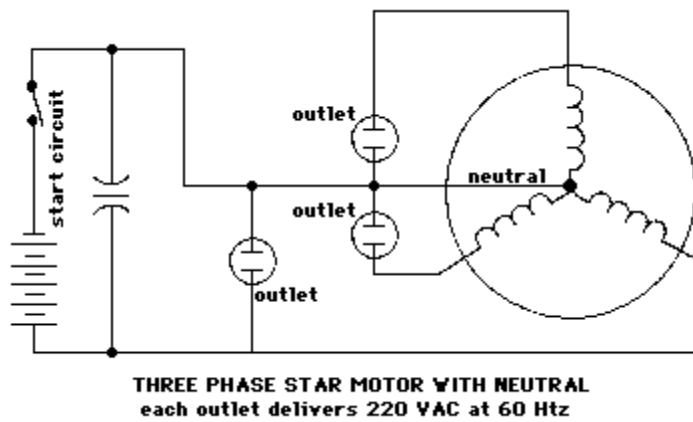 outlet
start circuit
neutral
outlet
outlet
THREE PHASE STAR MOTOR WITH NEUTRAL
each outlet delivers 220 VAC at 60 Htz